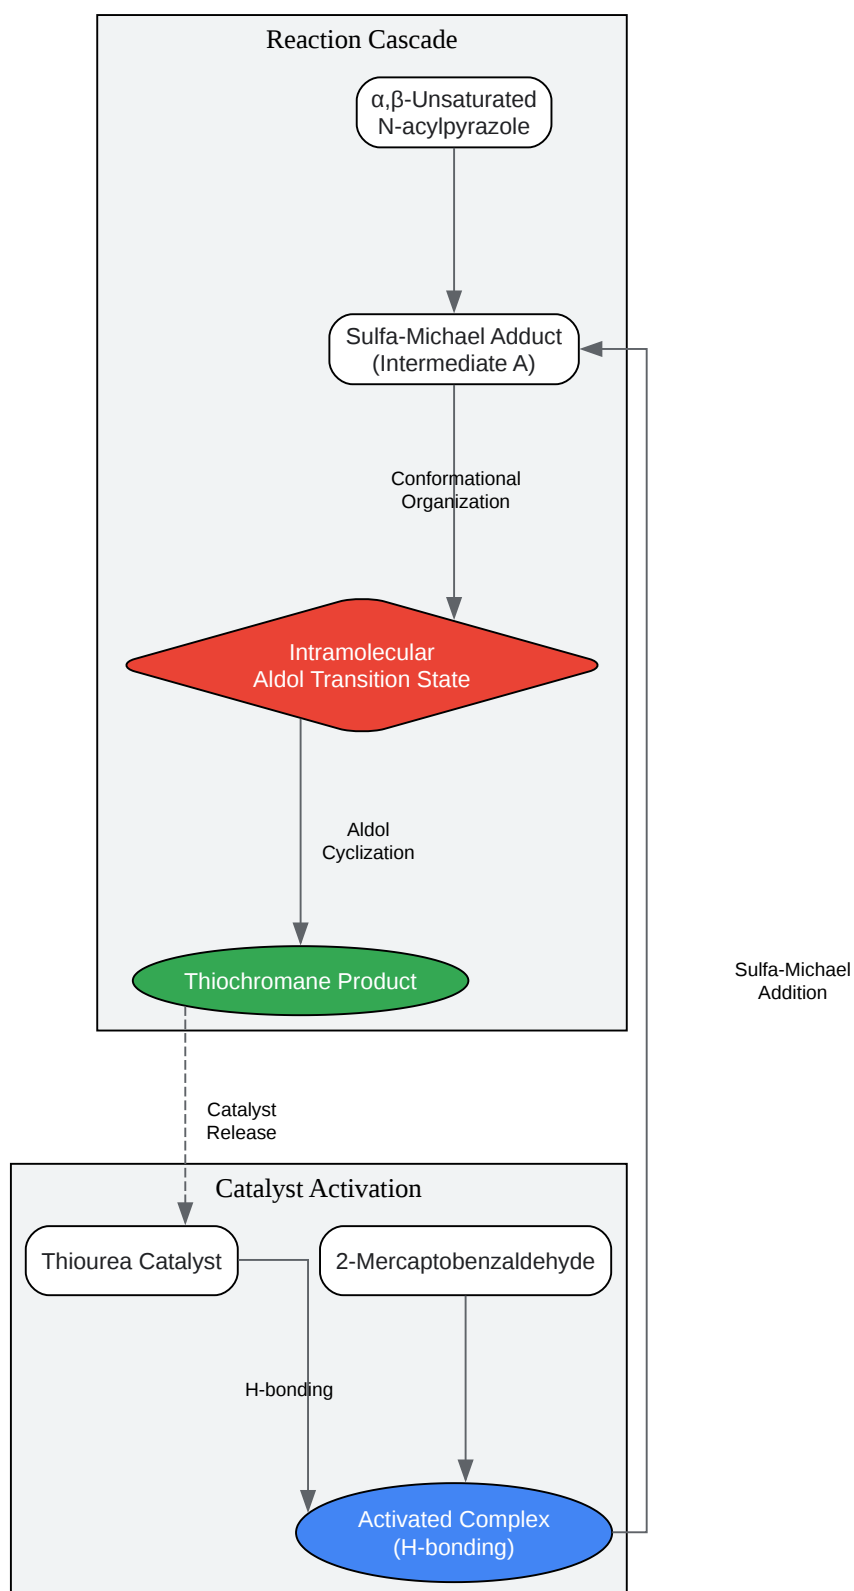 Reaction Cascade
α,β-Unsaturated
N-acylpyrazole
Sulfa-Michael Adduct
(Intermediate A)
Conformational
Organization
Intramolecular
Aldol Transition State
Aldol
Cyclization
Thiochromane Product
Sulfa-Michael
Addition
Catalyst
Release
Catalyst Activation
Thiourea Catalyst
2-Mercaptobenzaldehyde
H-bonding
Activated Complex
(H-bonding)